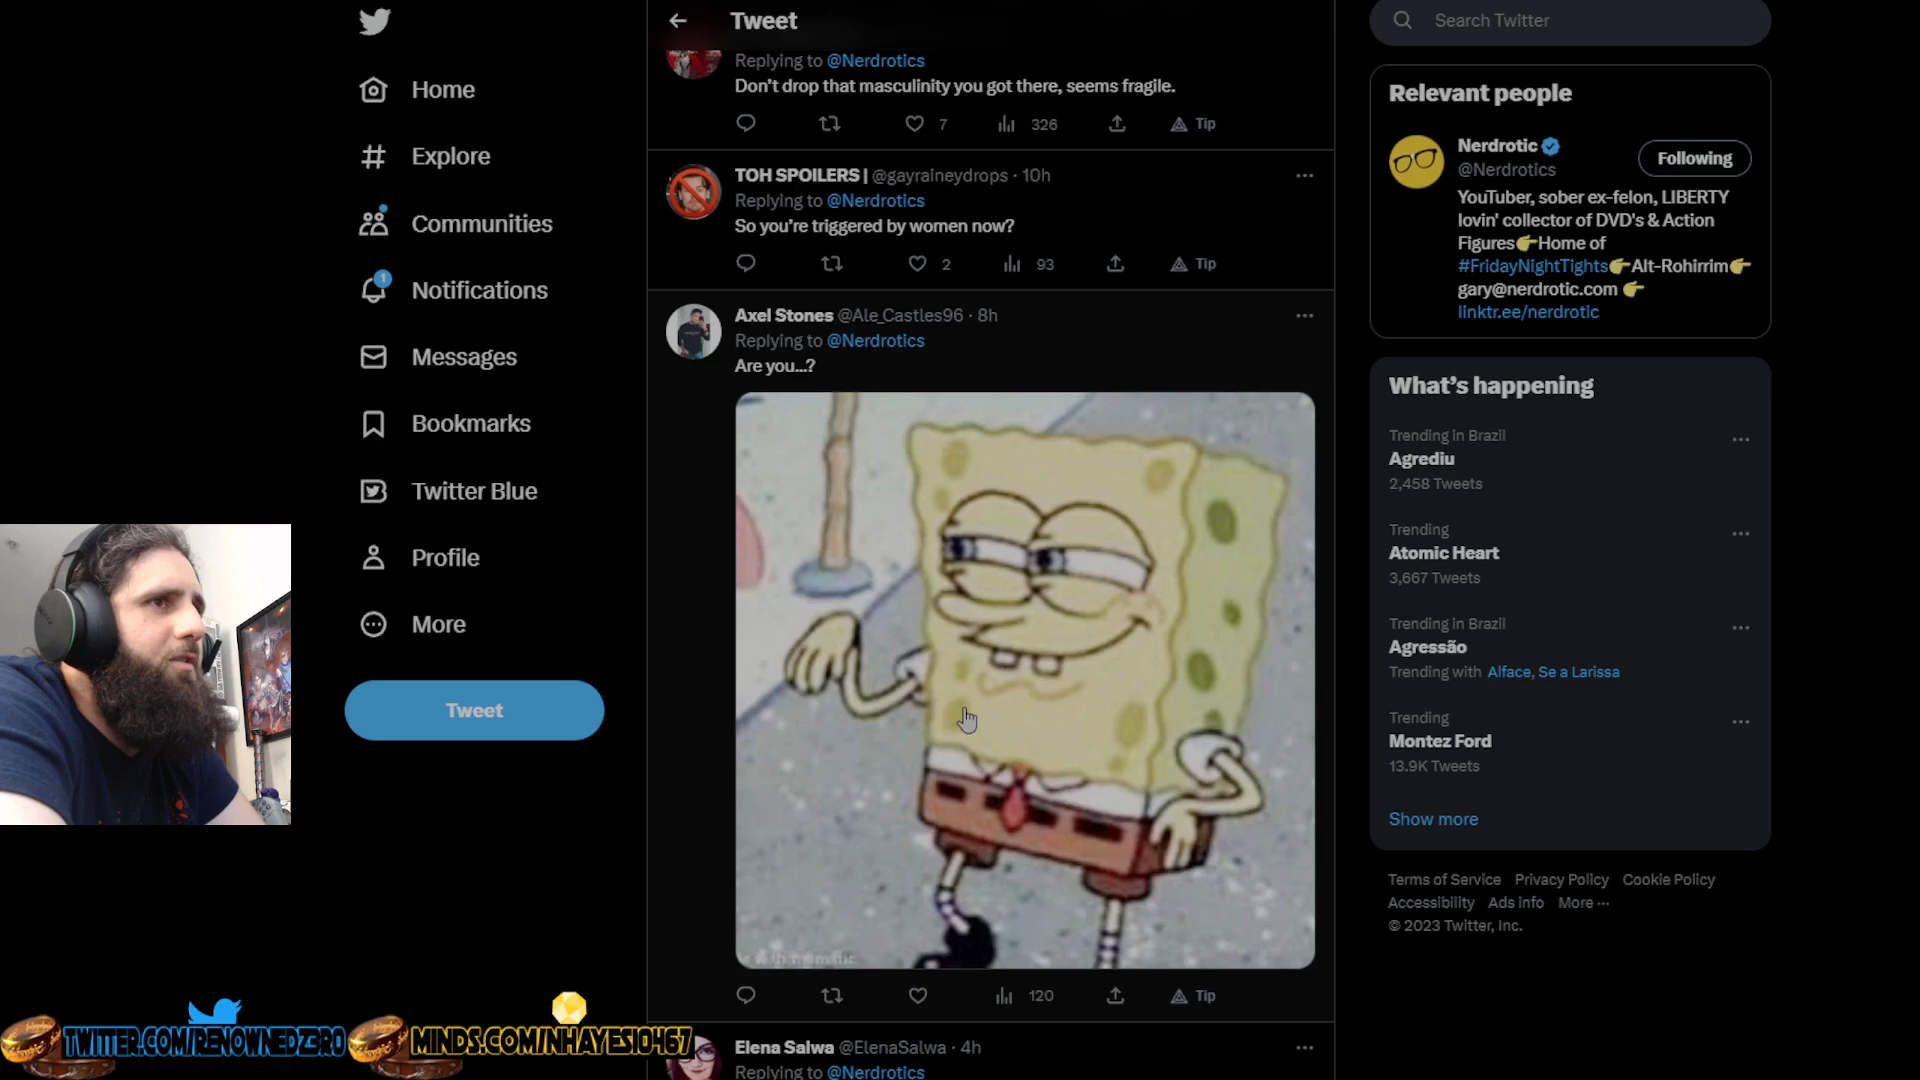 Tweet
Replying to @Nerdrotics
Don't drop that masculinity you got there, seems fragile.
7
326
Tip
TOH SPOILERS | @gayraineydrops · 10h
Replying to @Nerdrotics
So you're triggered by women now?
2
93
Tip
Axel Stones @Ale_Castles96 · 8h
Replying to @Nerdrotics
Are you...?
120
Tip
Elena Salwa @ElenaSalwa · 4h
Replying to @Nerdrotics
Home
Explore
Communities
1
Notifications
Messages
Bookmarks
Twitter Blue
Profile
More
Tweet
Search Twitter
Relevant people
Nerdrotic
@Nerdrotics
Following
YouTuber, sober ex-felon, LIBERTY
lovin' collector of DVD's & Action
Figures👉Home of
#FridayNightTights👉Alt-Rohirrim👉
gary@nerdrotic.com 👉
linktr.ee/nerdrotic
What's happening
Trending in Brazil
Agrediu
2,458 Tweets
Trending
Atomic Heart
3,667 Tweets
Trending in Brazil
Agressão
Trending with Alface, Se a Larissa
Trending
Montez Ford
13.9K Tweets
Show more
Terms of Service Privacy Policy Cookie Policy
Accessibility Ads info More ···
© 2023 Twitter, Inc.
TWITTER.COM/RENOWNEDZ3R0
MINDS.COM/NHAYES10467